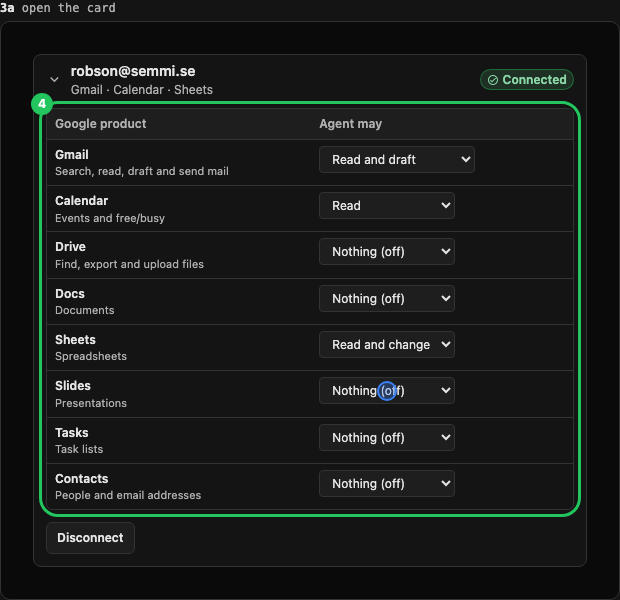 3a open the card
robson@semmi.se
Gmail · Calendar · Sheets
Connected
4
Google product Agent may
Gmail
Search, read, draft and send mail
Read and draft
Calendar
Events and free/busy
Read
Drive
Find, export and upload files
Nothing (off)
Docs
Documents
Nothing (off)
Sheets
Spreadsheets
Read and change
Slides
Presentations
Nothing (off)
Tasks
Task lists
Nothing (off)
Contacts
People and email addresses
Nothing (off)
Disconnect